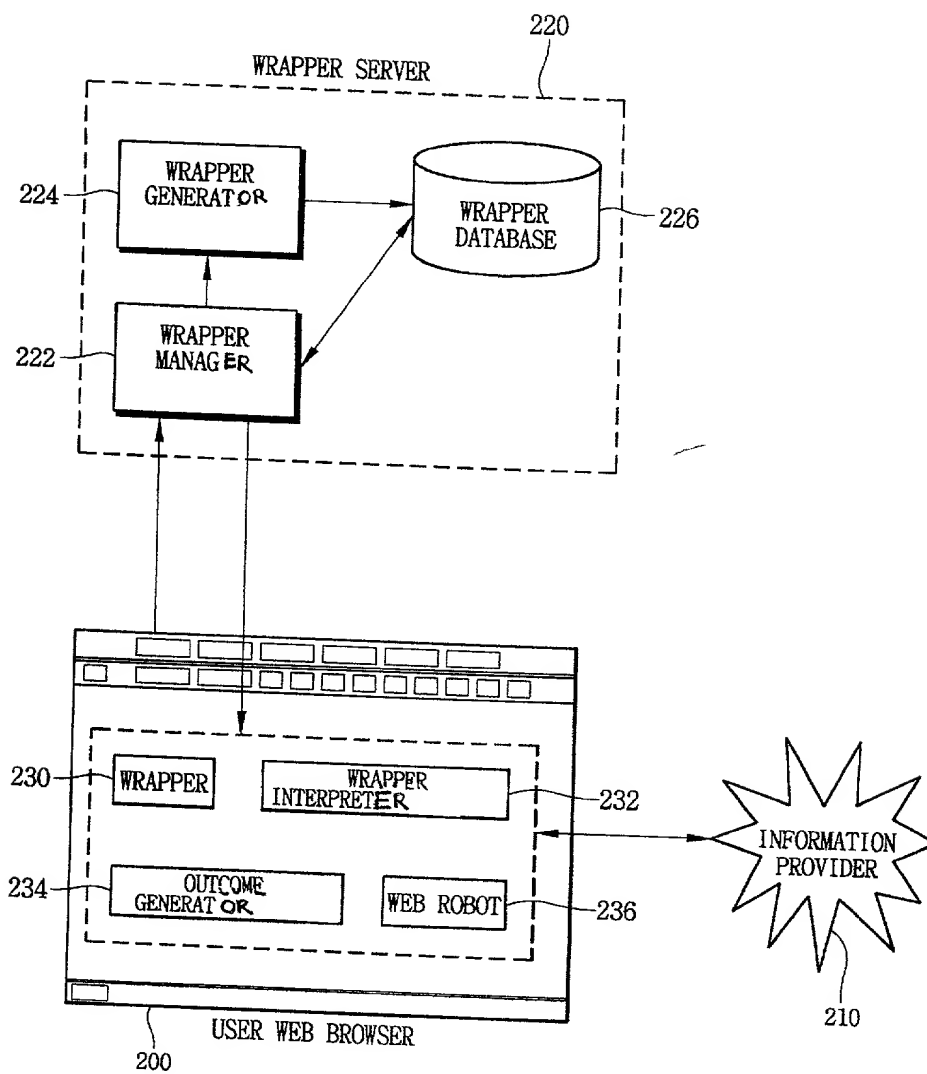 220
WRAPPER SERVER
WRAPPER
GENERATOR
224
WRAPPER
DATABASE
226
WRAPPER
MANAGER
222
230
WRAPPER
WRAPPER
INTERPRETER
232
234
OUTCOME
GENERATOR
WEB ROBOT
236
INFORMATION
PROVIDER
210
USER WEB BROWSER
200